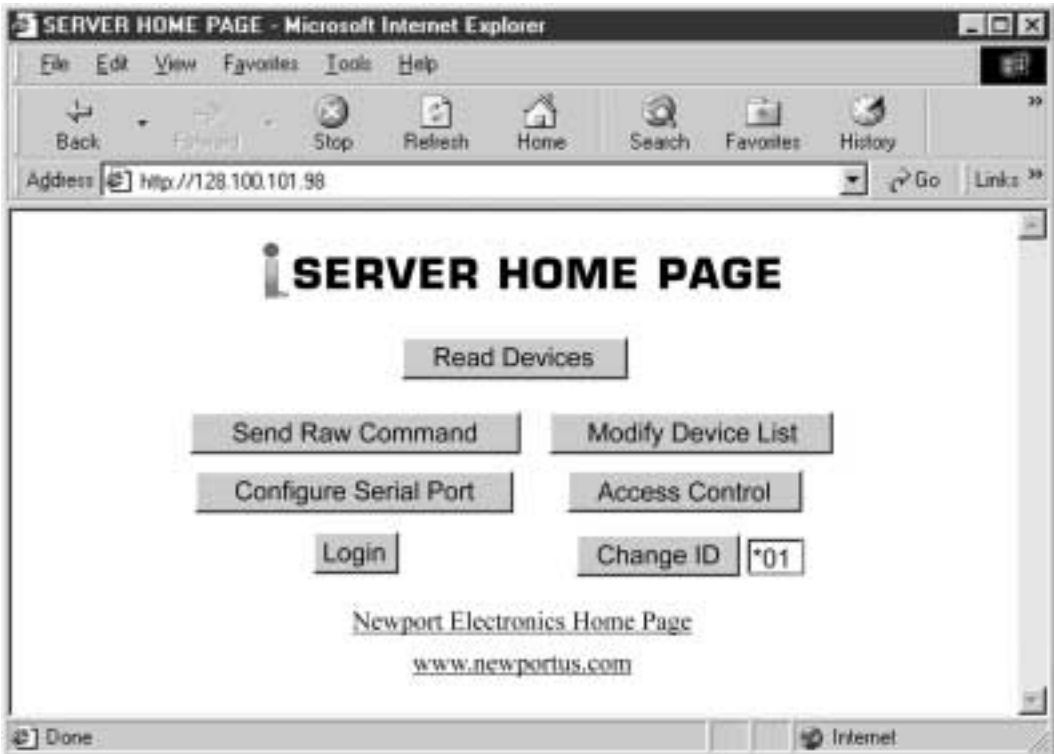 SERVER HOME PAGE - Microsoft Internet Explorer
File Edit View Favorites Tools Help
Back Forward Stop Refresh Home Search Favorites History »
Address http://128.100.101.98 Go Links »
i SERVER HOME PAGE
Read Devices
Send Raw Command Modify Device List
Configure Serial Port Access Control
Login Change ID *01
Newport Electronics Home Page
www.newportus.com
Done Internet